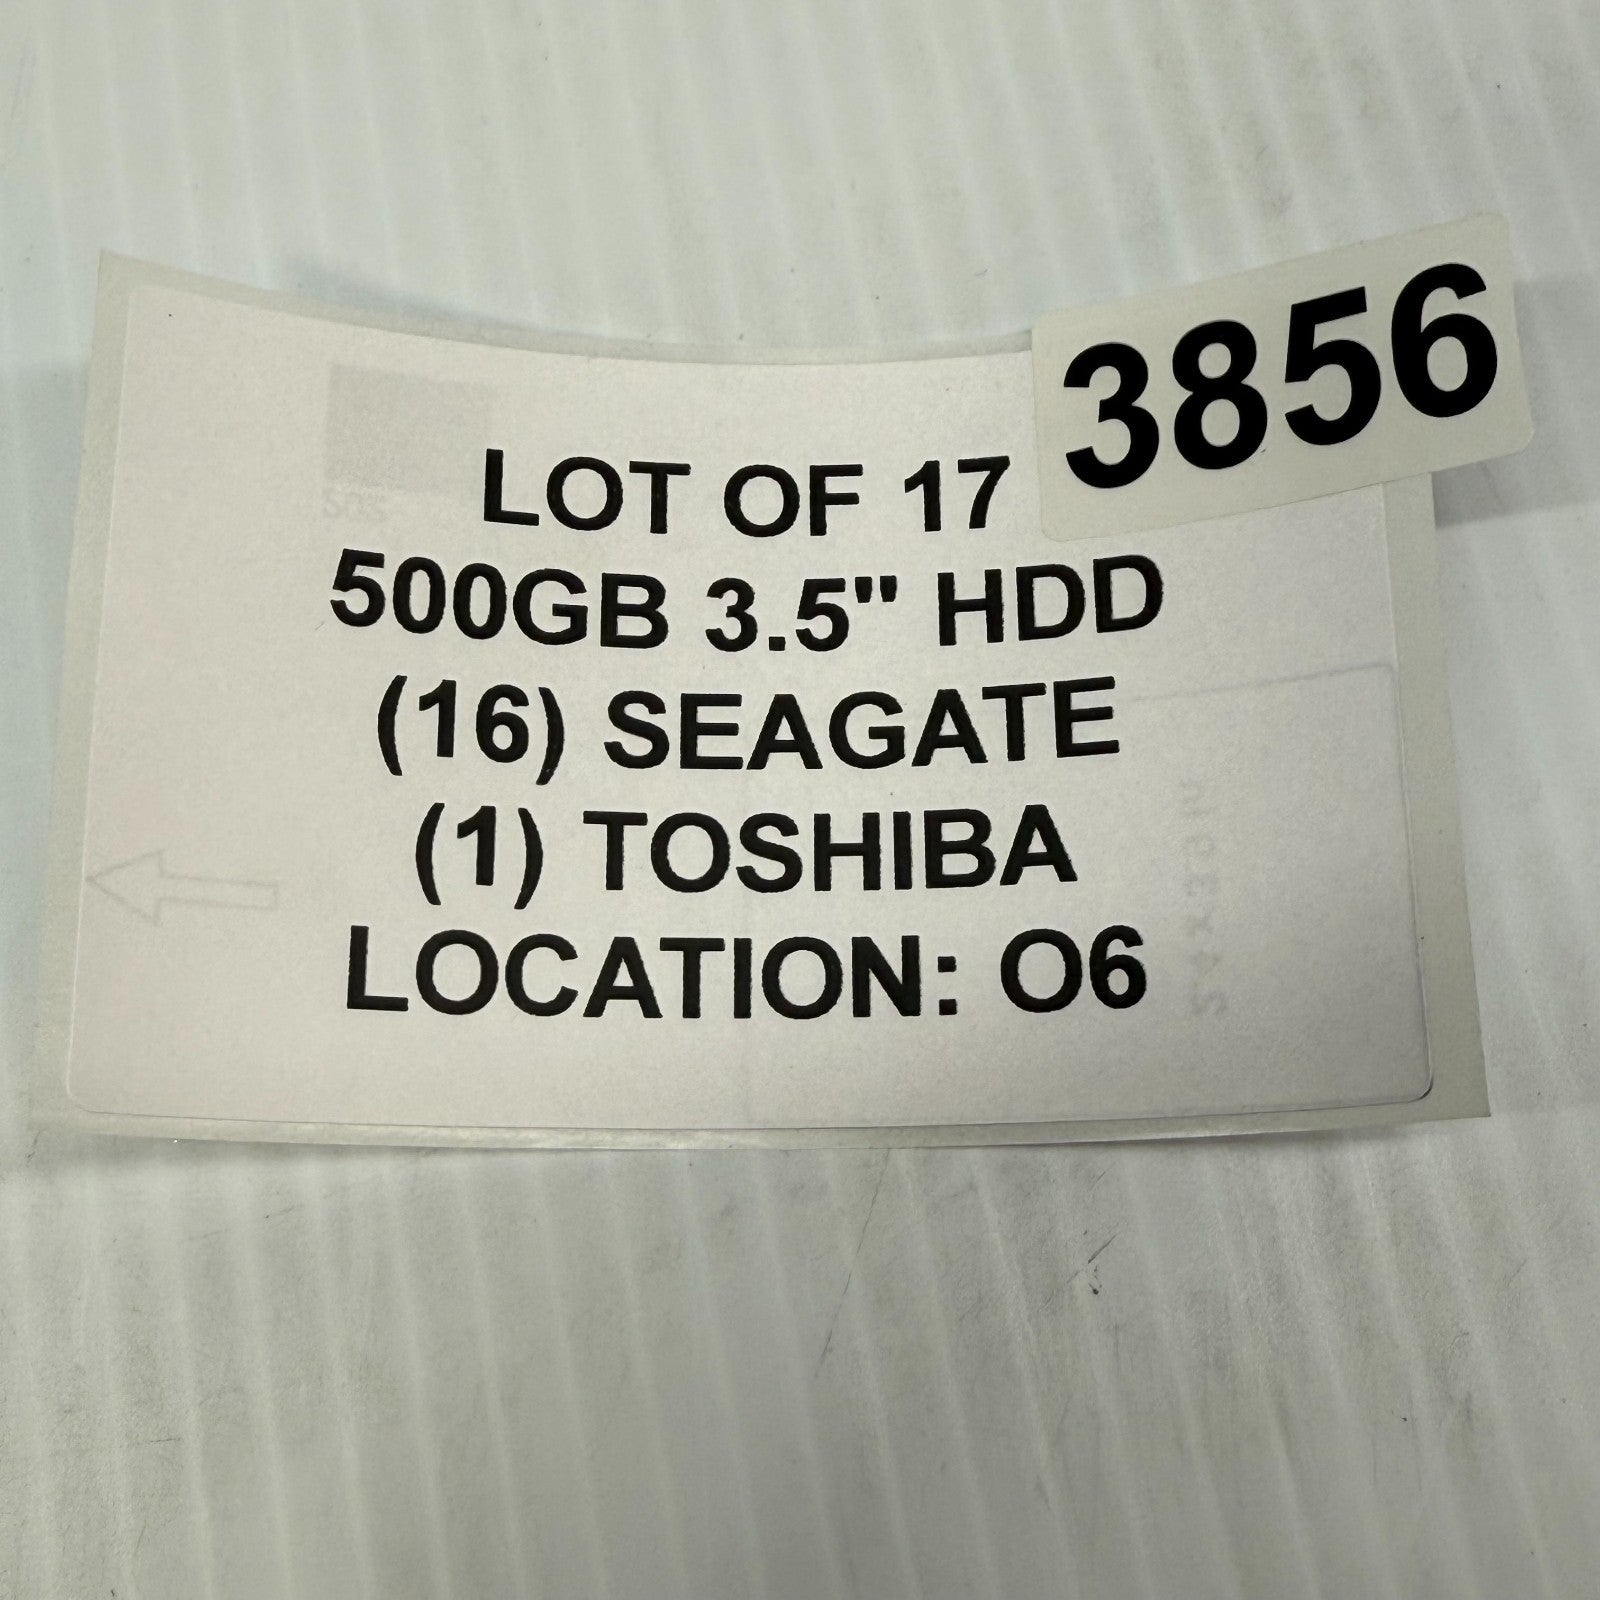 3856
LOT OF 17
500GB 3.5" HDD
(16) SEAGATE
(1) TOSHIBA
LOCATION: O6